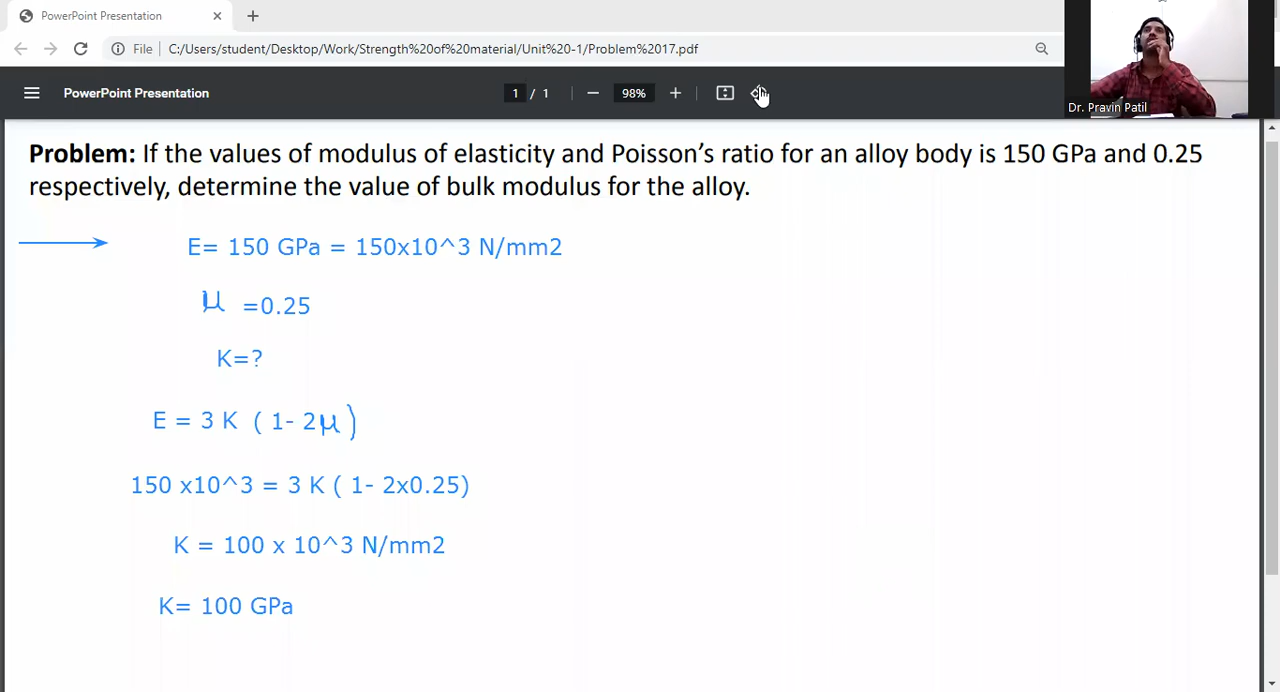 PowerPoint Presentation
File C:/Users/student/Desktop/Work/Strength%20of%20material/Unit%20-1/Problem%2017.pdf
PowerPoint Presentation 1 / 1 98%
Dr. Pravin Patil
Problem: If the values of modulus of elasticity and Poisson’s ratio for an alloy body is 150 GPa and 0.25
respectively, determine the value of bulk modulus for the alloy.
E= 150 GPa = 150x10^3 N/mm2
μ =0.25
K=?
E = 3 K ( 1- 2μ)
150 x10^3 = 3 K ( 1- 2x0.25)
K = 100 x 10^3 N/mm2
K= 100 GPa